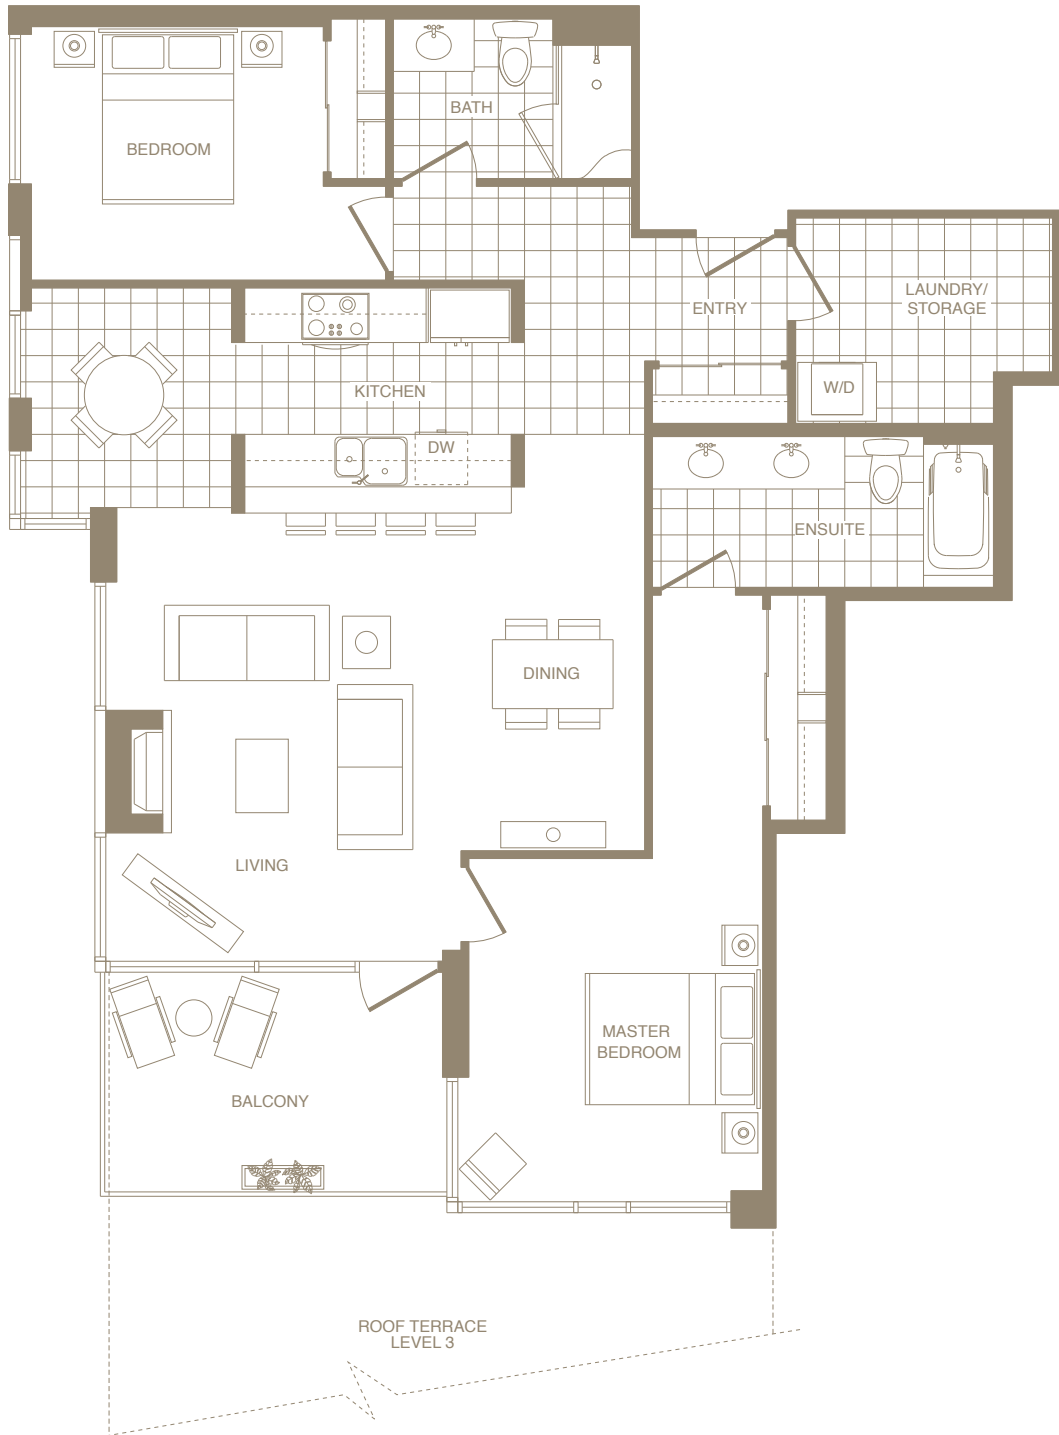 BATH
BEDROOM
LAUNDRY/
STORAGE
ENTRY
W/D
KITCHEN
DW
ENSUITE
DINING
LIVING
MASTER
BEDROOM
BALCONY
ROOF TERRACE
LEVEL 3